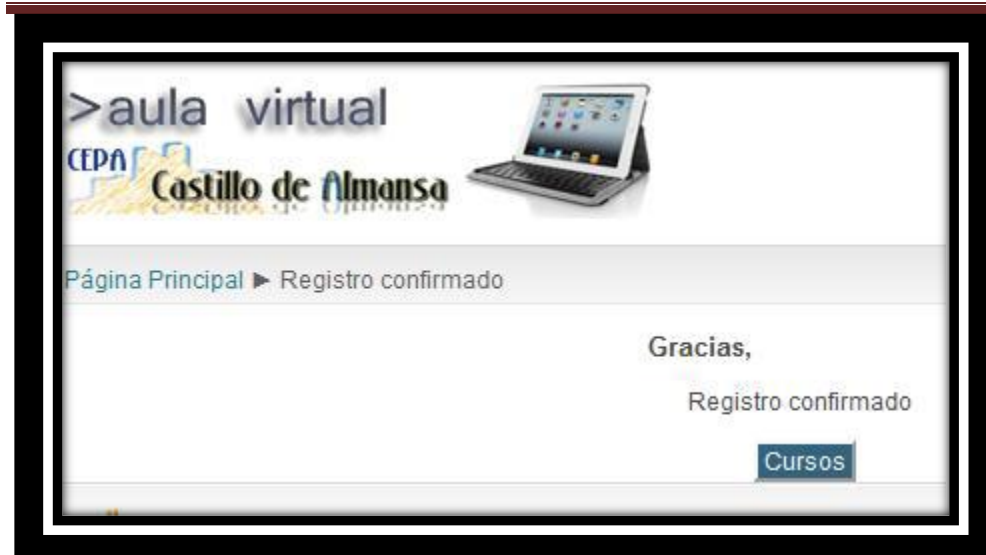 >aula virtual
CEPA
Castillo de Almansa
Página Principal ► Registro confirmado
Gracias,
Registro confirmado
Cursos